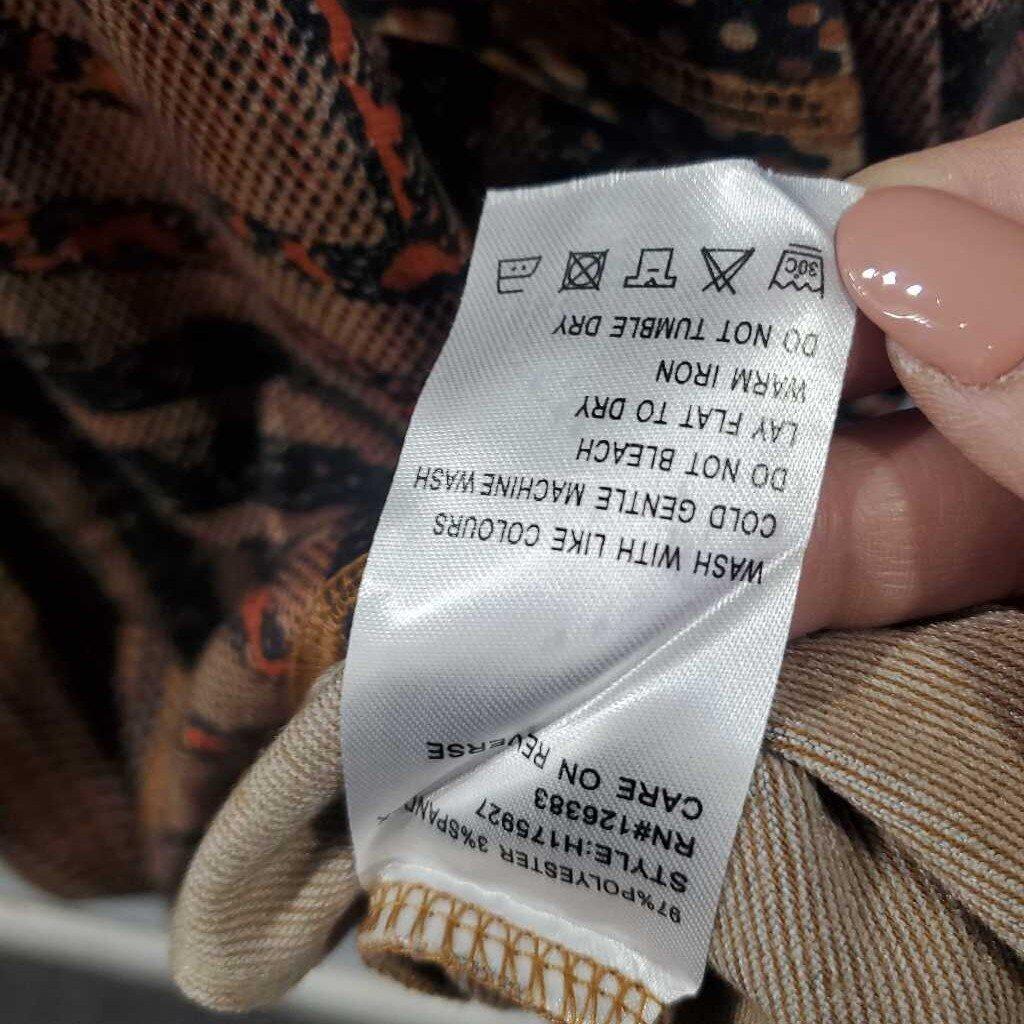 97%POLYESTER 3%SPAND
STYLE:H175927
RN#126383
CARE ON REVERSE
WASH WITH LIKE COLOURS
COLD GENTLE MACHINE WASH
DO NOT BLEACH
LAY FLAT TO DRY
WARM IRON
DO NOT TUMBLE DRY
30C